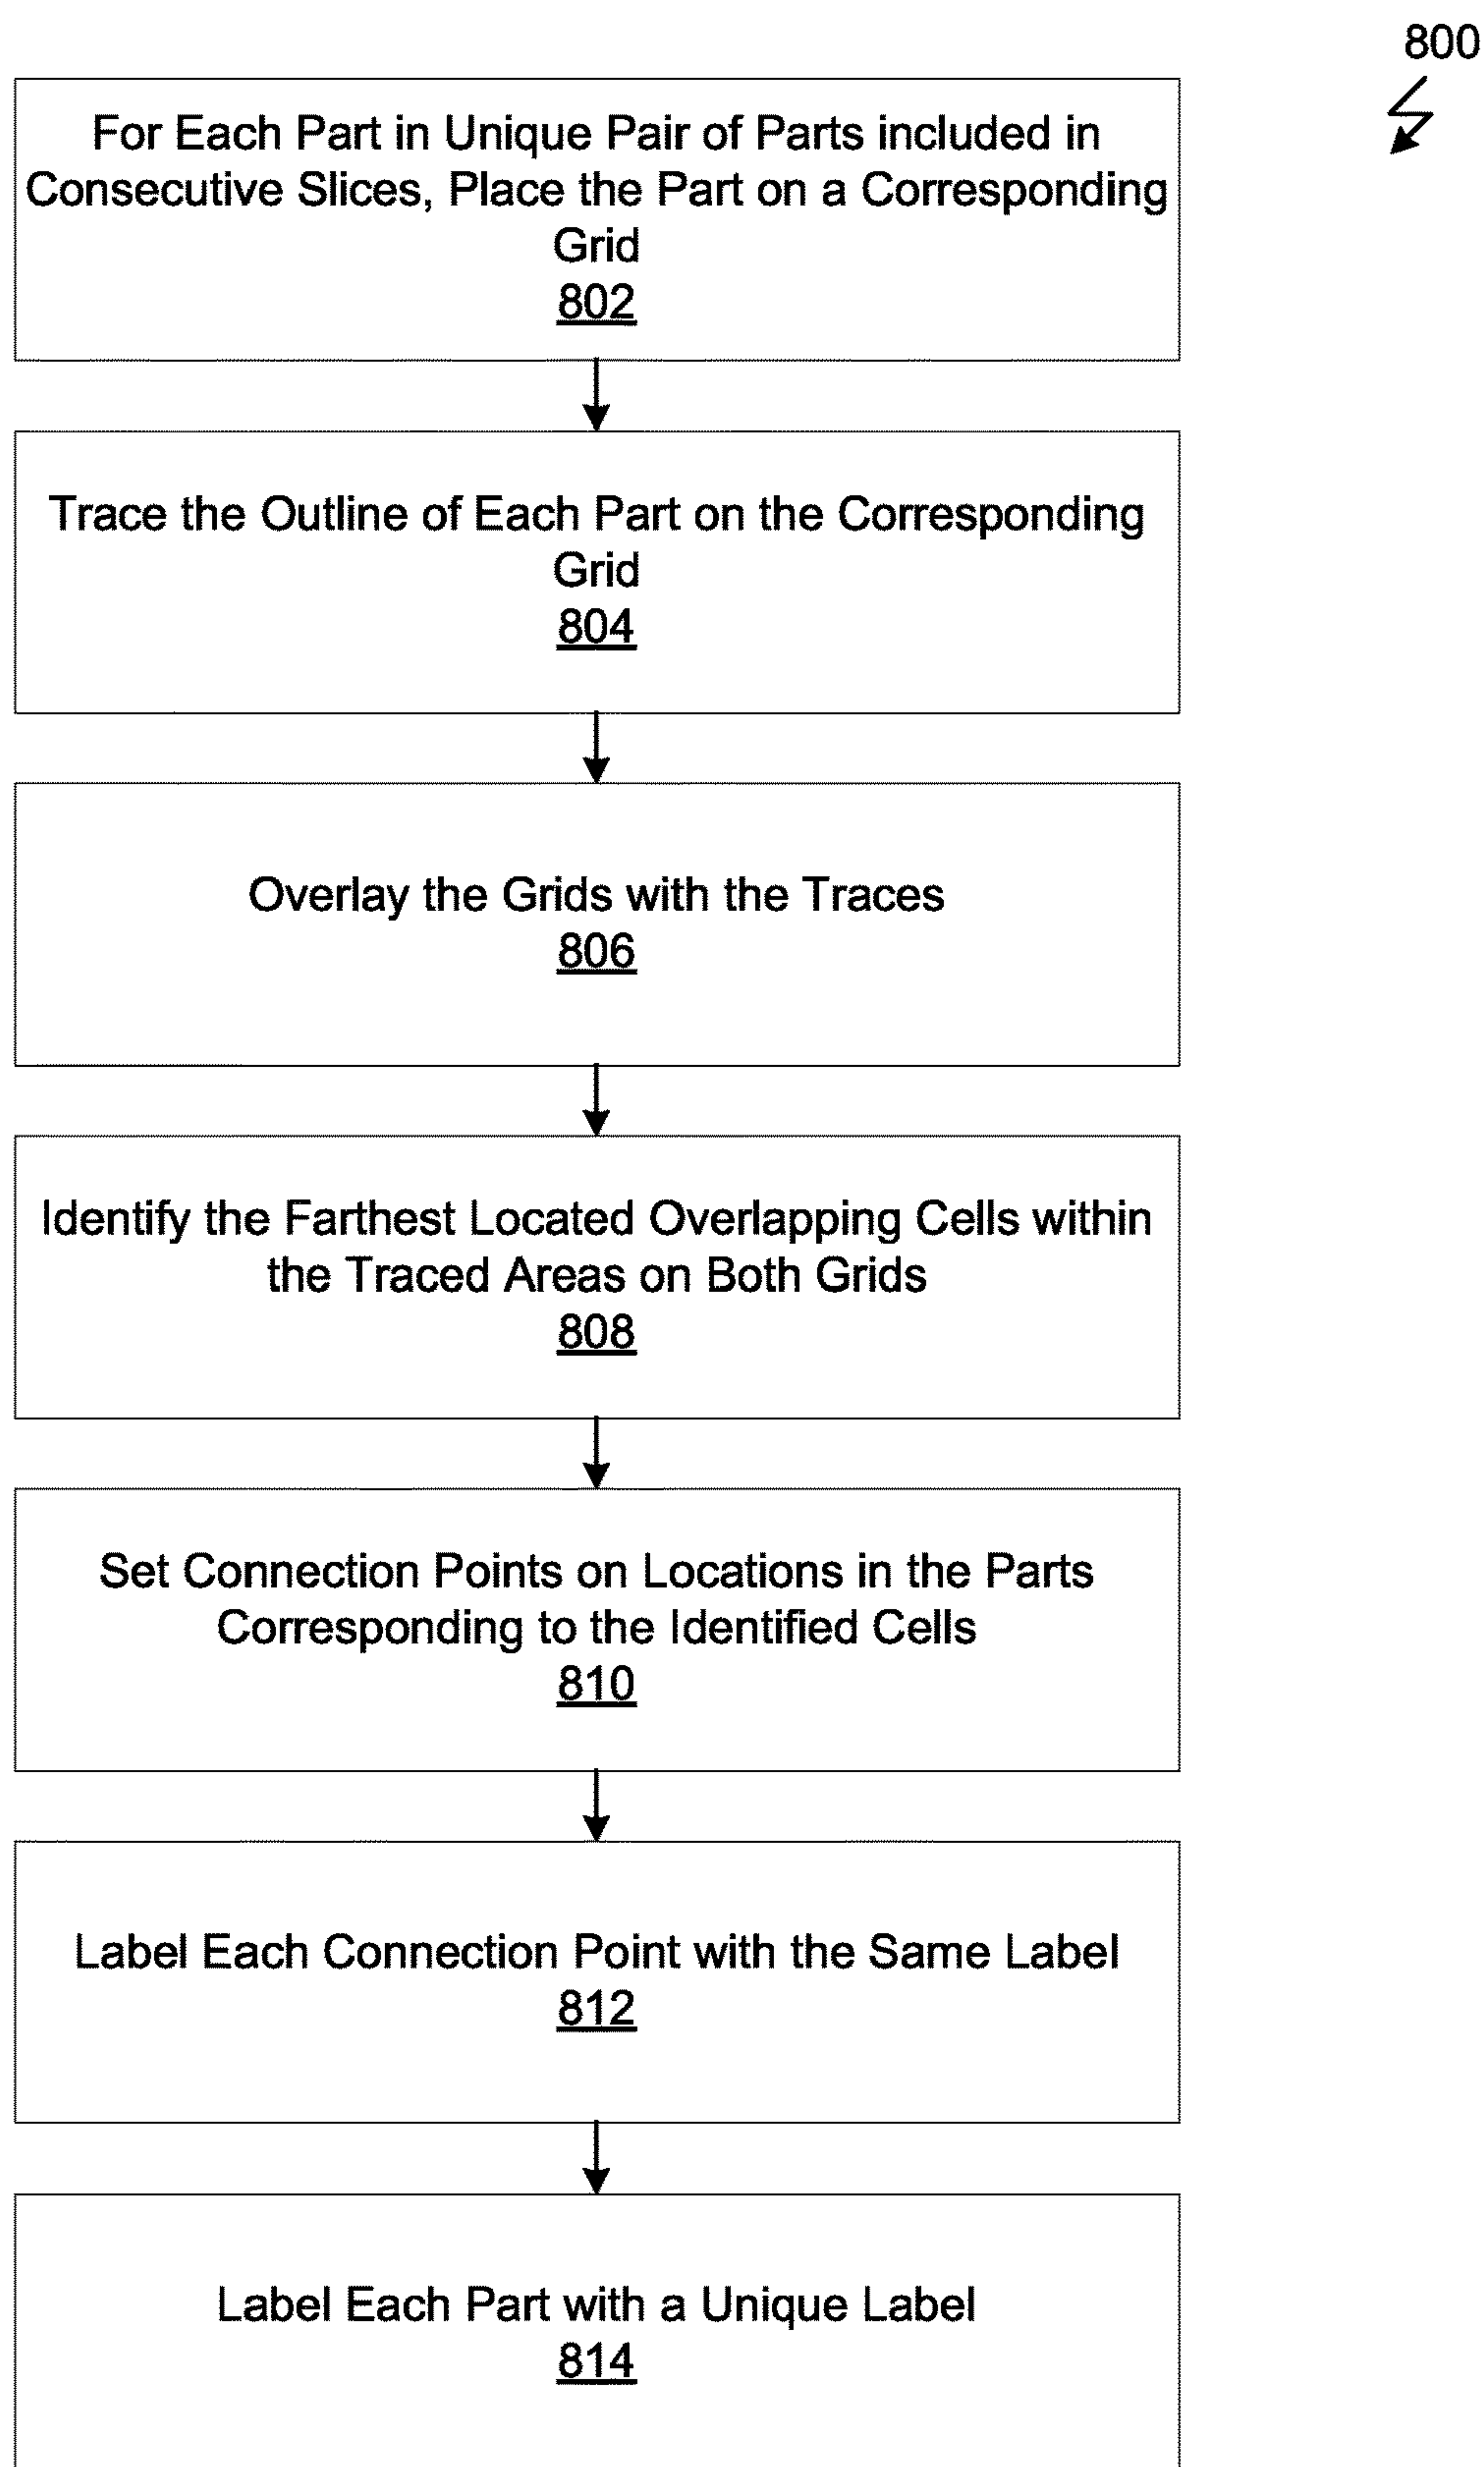 800
For Each Part in Unique Pair of Parts included in
Consecutive Slices, Place the Part on a Corresponding
Grid
802
Trace the Outline of Each Part on the Corresponding
Grid
804
Overlay the Grids with the Traces
806
Identify the Farthest Located Overlapping Cells within
the Traced Areas on Both Grids
808
Set Connection Points on Locations in the Parts
Corresponding to the Identified Cells
810
Label Each Connection Point with the Same Label
812
Label Each Part with a Unique Label
814